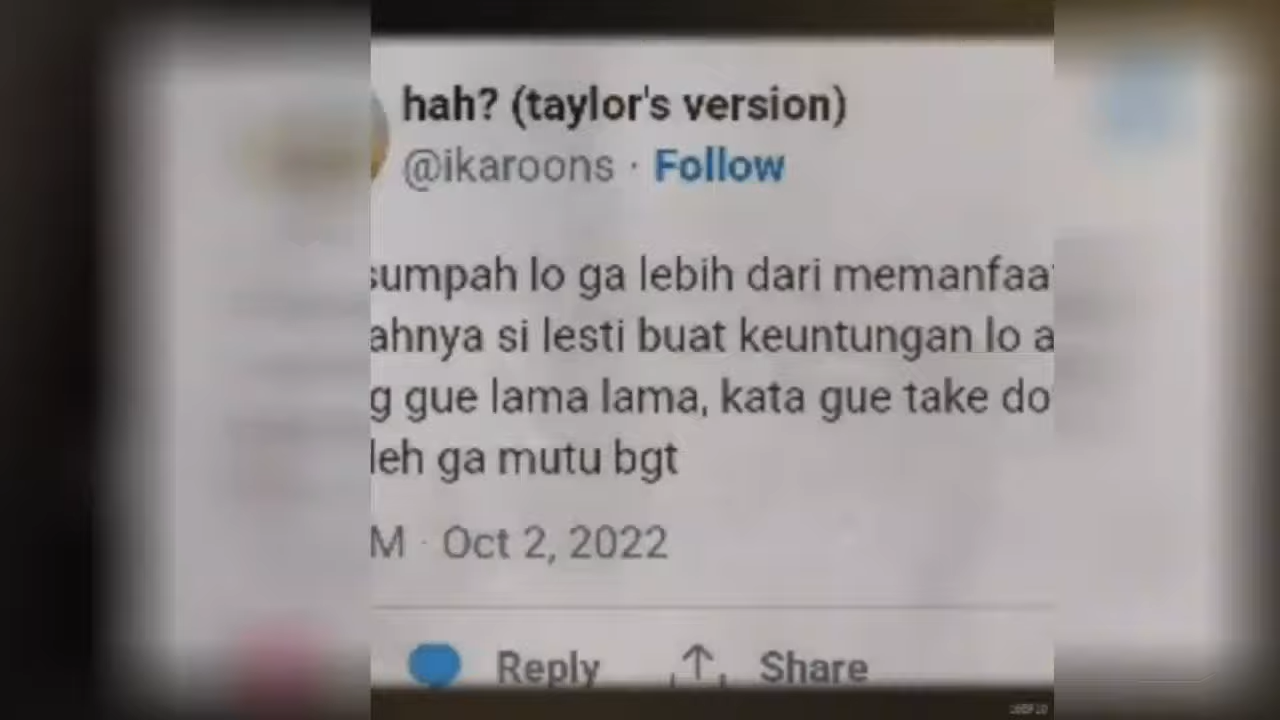 hah? (taylor's version)
@ikaroons · Follow
sumpah lo ga lebih dari memanfaat
ahnya si lesti buat keuntungan lo a
g gue lama lama, kata gue take do
leh ga mutu bgt
M · Oct 2, 2022
Reply Share